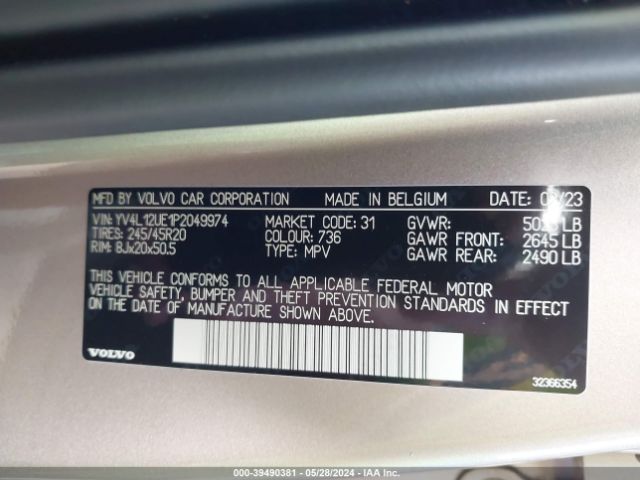 MFD BY VOLVO CAR CORPORATION MADE IN BELGIUM DATE: /23
VIN: YV4L12UE1P2049974 MARKET CODE: 31 GVWR: LB
TIRES: 245/45R20 COLOUR: 736 GAWR FRONT: 2645 LB
RIM: 8Jx20x50.5 TYPE: MPV GAWR REAR: 2490 LB
THIS VEHICLE CONFORMS TO ALL APPLICABLE FEDERAL MOTOR
VEHICLE SAFETY, BUMPER AND THEFT PREVENTION STANDARDS IN EFFECT
ON THE DATE OF MANUFACTURE SHOWN ABOVE.
VOLVO
32366354
000-39490381 - 05/28/2024 - IAA Inc.